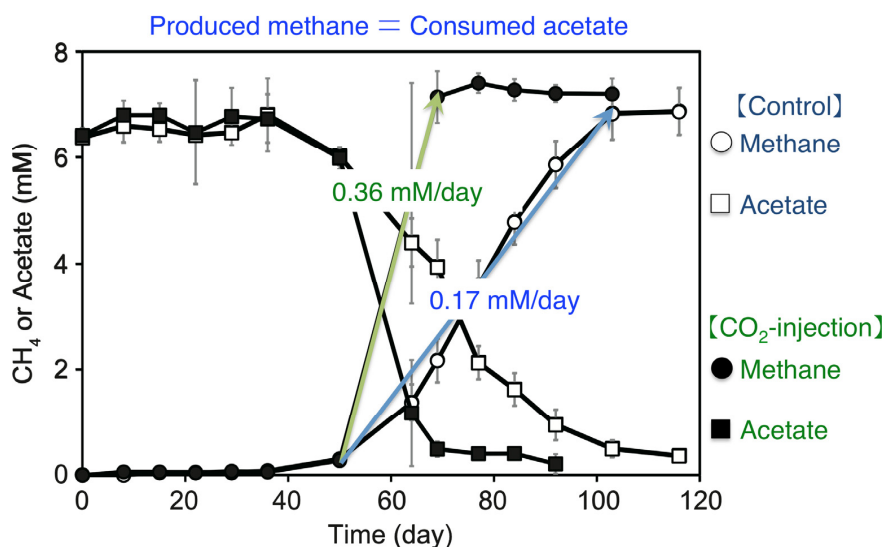 Produced methane = Consumed acetate
8
6
4
2
0
CH4 or Acetate (mM)
0.36 mM/day
0.17 mM/day
0 20 40 60 80 100 120
Time (day)
【Control】
Methane
Acetate
【CO2-injection】
Methane
Acetate